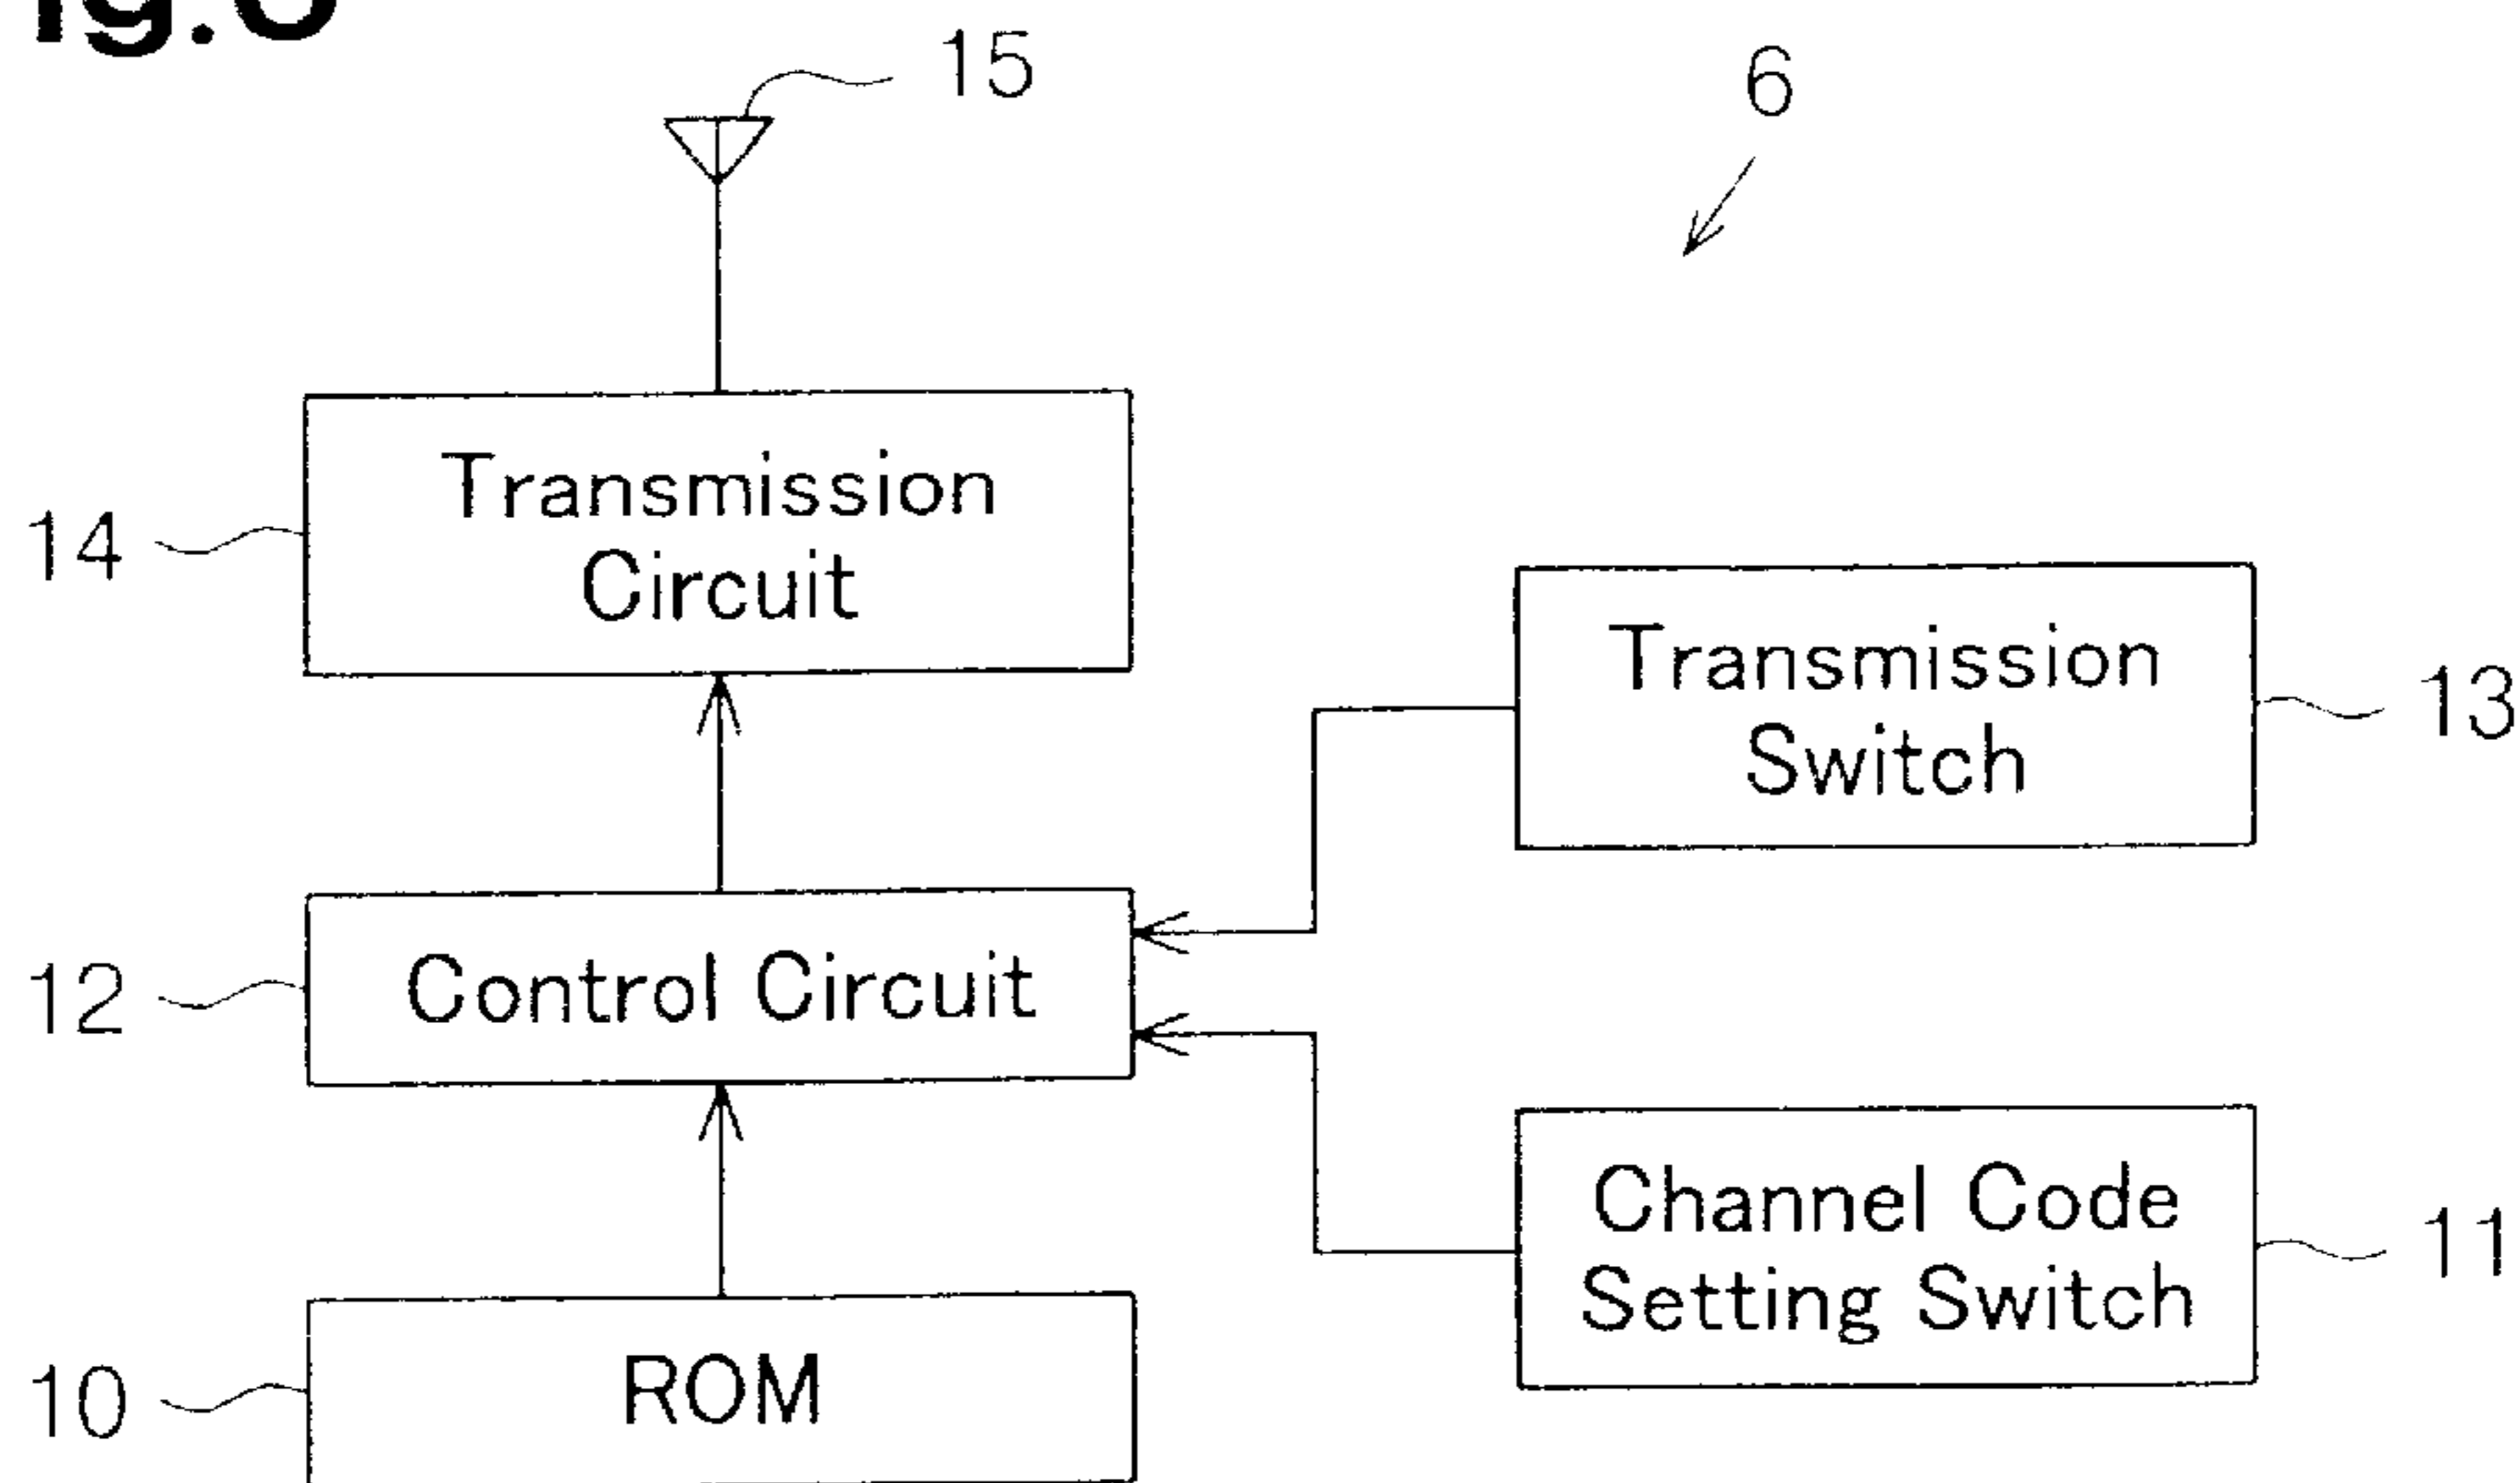 15
6
Transmission
Circuit
14
Transmission
Switch
13
Control Circuit
12
Channel Code
Setting Switch
11
ROM
10